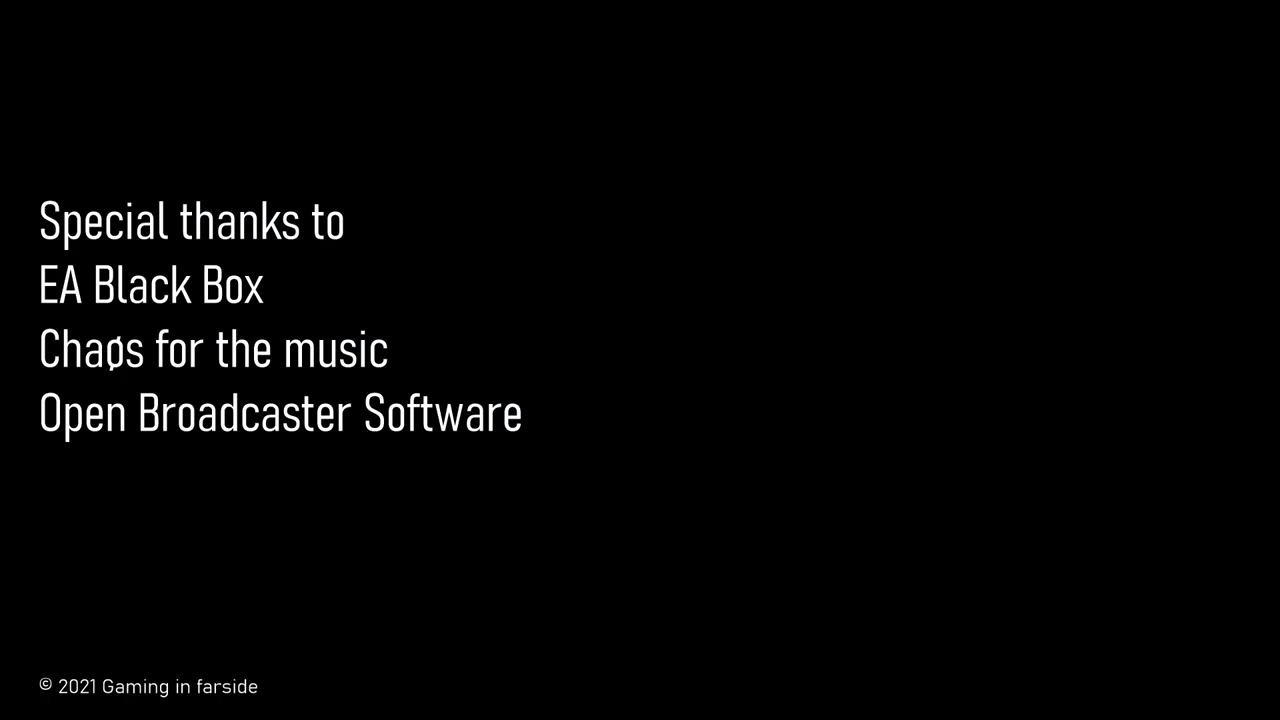 Special thanks to
EA Black Box
Chaøs for the music
Open Broadcaster Software
© 2021 Gaming in farside